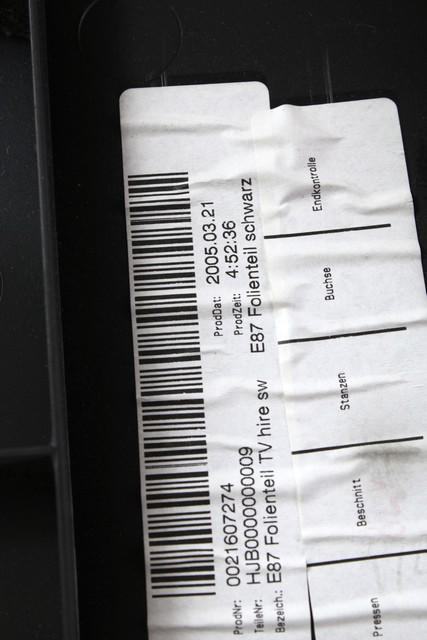 ProdNr: 0021607274 ProdDat: 2005.03.21
TeileNr: HJB0000000009 ProdZeit: 4:52:36
Bezeich.: E87 Folienteil TV hire sw E87 Folienteil schwarz
Pressen Beschnitt Stanzen Buchse Endkontrolle